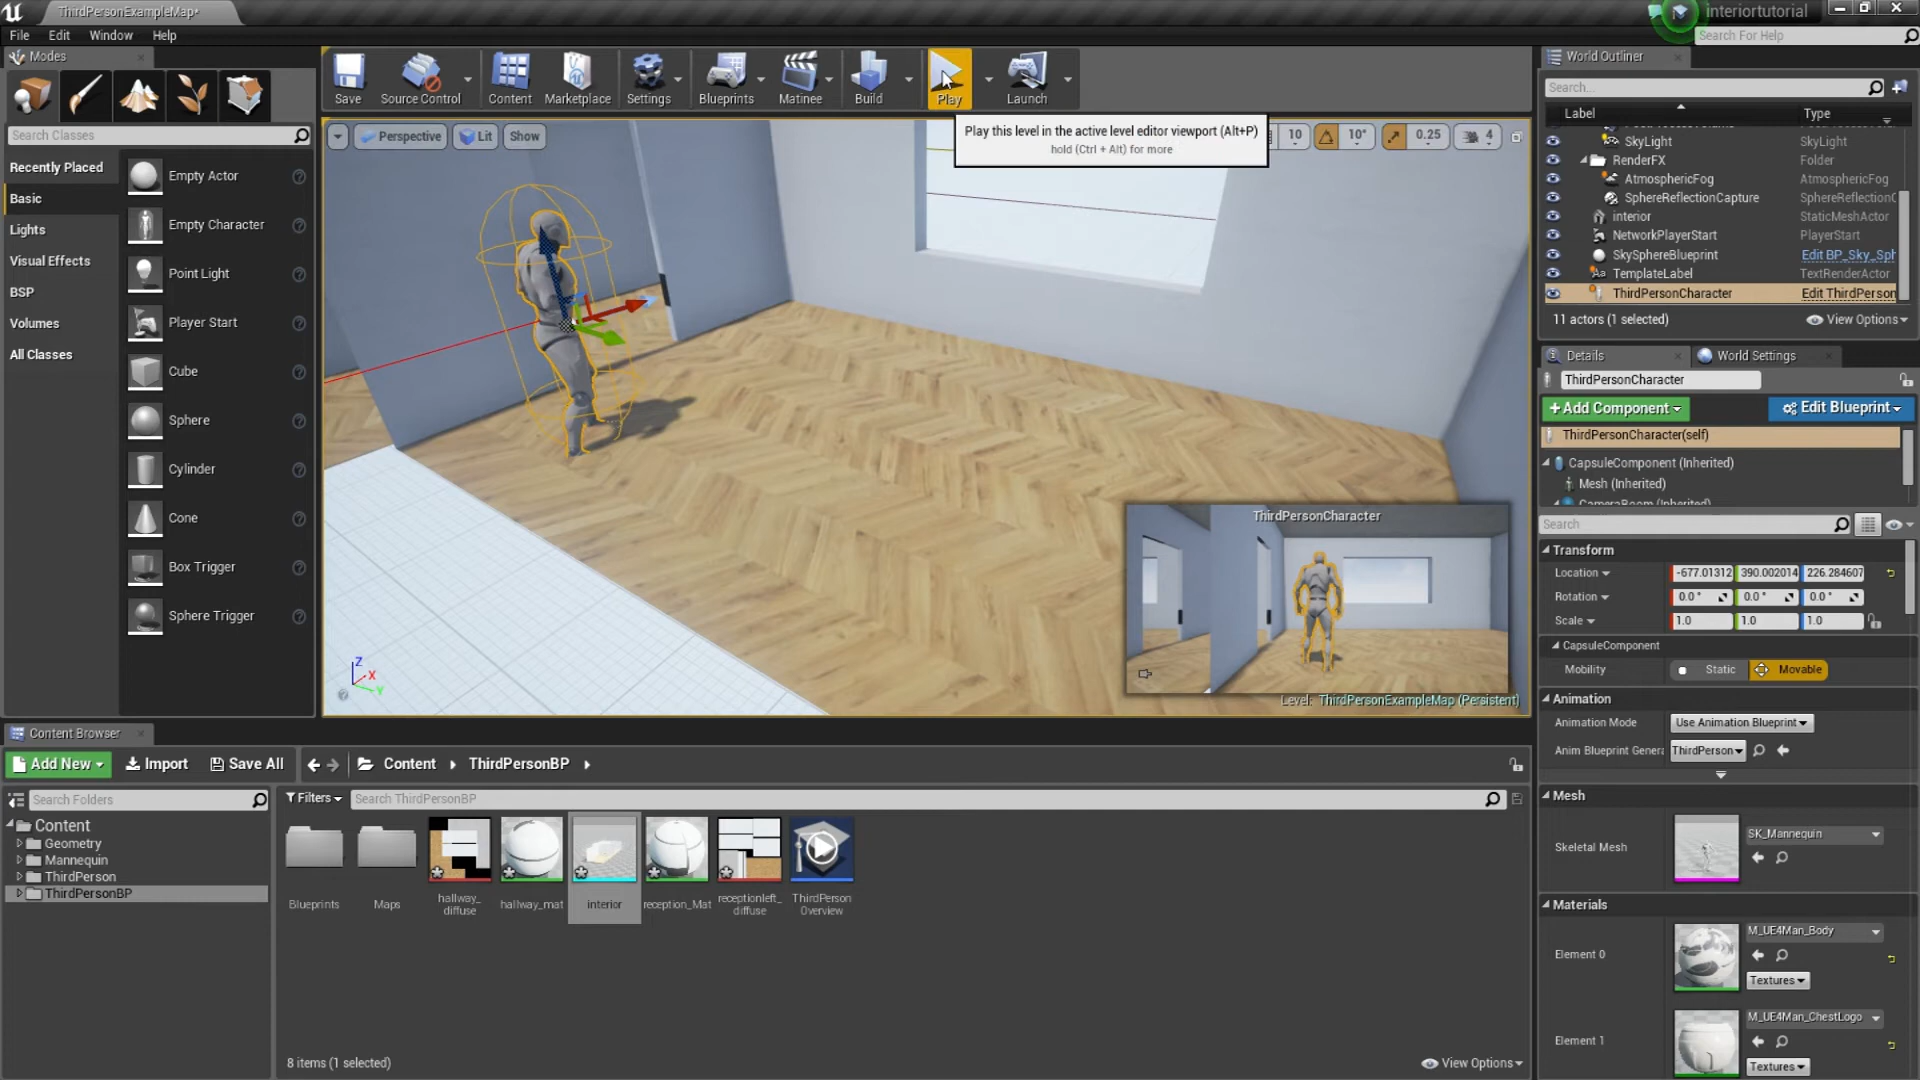 ThirdPersonExampleMap*
interiortutorial
File Edit Window Help
Search For Help
Modes
Search Classes
Recently Placed
Basic
Lights
Visual Effects
BSP
Volumes
All Classes
Empty Actor
Empty Character
Point Light
Player Start
Cube
Sphere
Cylinder
Cone
Box Trigger
Sphere Trigger
Save
Source Control
Content
Marketplace
Settings
Blueprints
Matinee
Build
Play
Launch
Perspective
Lit
Show
10
10°
0.25
4
Play this level in the active level editor viewport (Alt+P)
hold (Ctrl + Alt) for more
ThirdPersonCharacter
Z
X
Y
Level: ThirdPersonExampleMap (Persistent)
World Outliner
Search...
Label Type
SkyLight SkyLight
RenderFX Folder
AtmosphericFog AtmosphericFog
SphereReflectionCapture SphereReflectionC
interior StaticMeshActor
NetworkPlayerStart PlayerStart
SkySphereBlueprint Edit BP_Sky_Sph
TemplateLabel TextRenderActor
ThirdPersonCharacter Edit ThirdPerson
11 actors (1 selected)
View Options
Details
World Settings
ThirdPersonCharacter
+Add Component
Edit Blueprint
ThirdPersonCharacter(self)
CapsuleComponent (Inherited)
Mesh (Inherited)
CameraBoom (Inherited)
Search
Transform
Location -677.01312 390.002014 226.284607
Rotation 0.0 ° 0.0 ° 0.0 °
Scale 1.0 1.0 1.0
CapsuleComponent
Mobility Static Movable
Animation
Animation Mode Use Animation Blueprint
Anim Blueprint Genera ThirdPerson
Mesh
Skeletal Mesh SK_Mannequin
Materials
Element 0 M_UE4Man_Body
Textures
Element 1 M_UE4Man_ChestLogo
Textures
Content Browser
Add New Import Save All Content ThirdPersonBP
Search Folders
Filters
Search ThirdPersonBP
Content
Geometry
Mannequin
ThirdPerson
ThirdPersonBP
Blueprints
Maps
hallway_
diffuse
hallway_mat
interior
reception_Mat
receptionleft_
diffuse
ThirdPerson
Overview
8 items (1 selected)
View Options